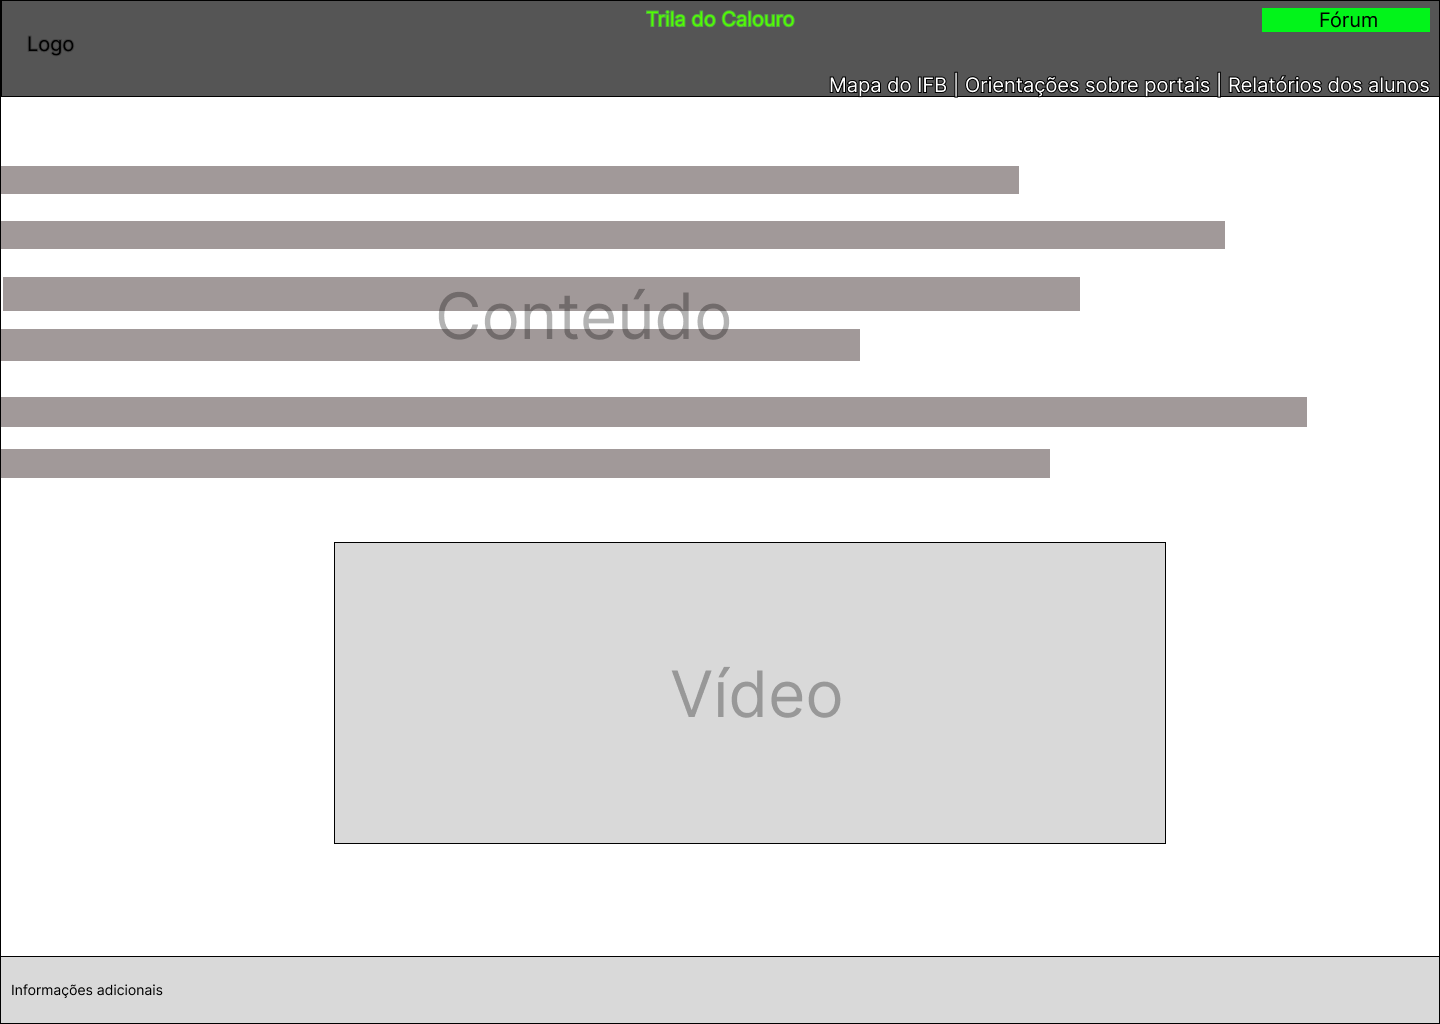 Trila do Calouro
Fórum
Logo
Mapa do IFB | Orientações sobre portais | Relatórios dos alunos
Conteúdo
Vídeo
Informações adicionais